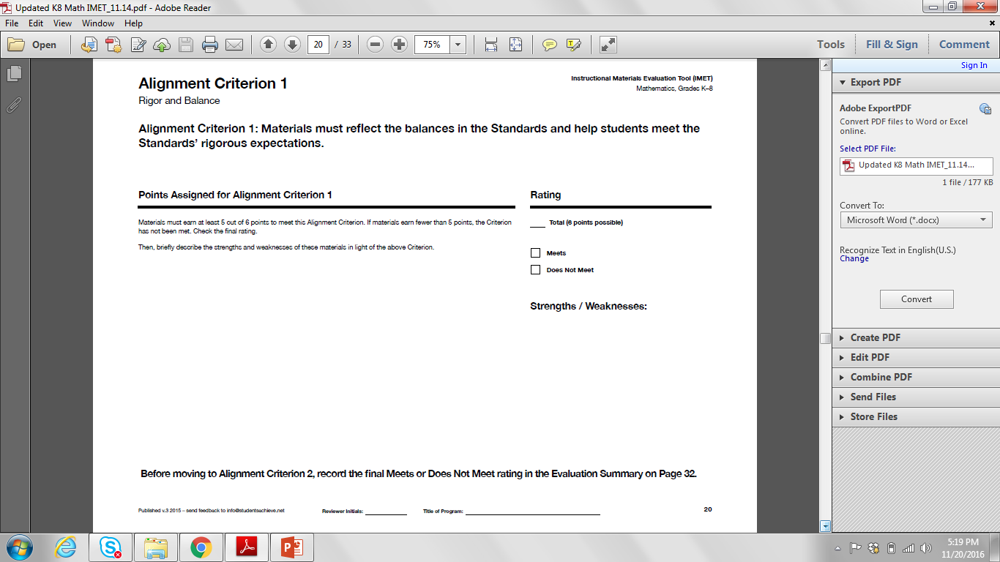 Updated K8 Math IMET_11.14.pdf - Adobe Reader
File Edit View Window Help
Open 20 / 33 75% Tools Fill & Sign Comment
Sign In
Export PDF
Adobe ExportPDF
Convert PDF files to Word or Excel
online.
Select PDF File:
Updated K8 Math IMET_11.14...
1 file / 177 KB
Convert To:
Microsoft Word (*.docx)
Recognize Text in English(U.S.)
Change
Convert
Create PDF
Edit PDF
Combine PDF
Send Files
Store Files
Alignment Criterion 1
Rigor and Balance
Instructional Materials Evaluation Tool (IMET)
Mathematics, Grades K–8
Alignment Criterion 1: Materials must reflect the balances in the Standards and help students meet the
Standards’ rigorous expectations.
Points Assigned for Alignment Criterion 1
Materials must earn at least 5 out of 6 points to meet this Alignment Criterion. If materials earn fewer than 5 points, the Criterion
has not been met. Check the final rating.
Then, briefly describe the strengths and weaknesses of these materials in light of the above Criterion.
Rating
Total (6 points possible)
Meets
Does Not Meet
Strengths / Weaknesses:
Before moving to Alignment Criterion 2, record the final Meets or Does Not Meet rating in the Evaluation Summary on Page 32.
Published v.3 2015 – send feedback to info@studentsachieve.net Reviewer Initials: Title of Program: 20
5:19 PM
11/20/2016